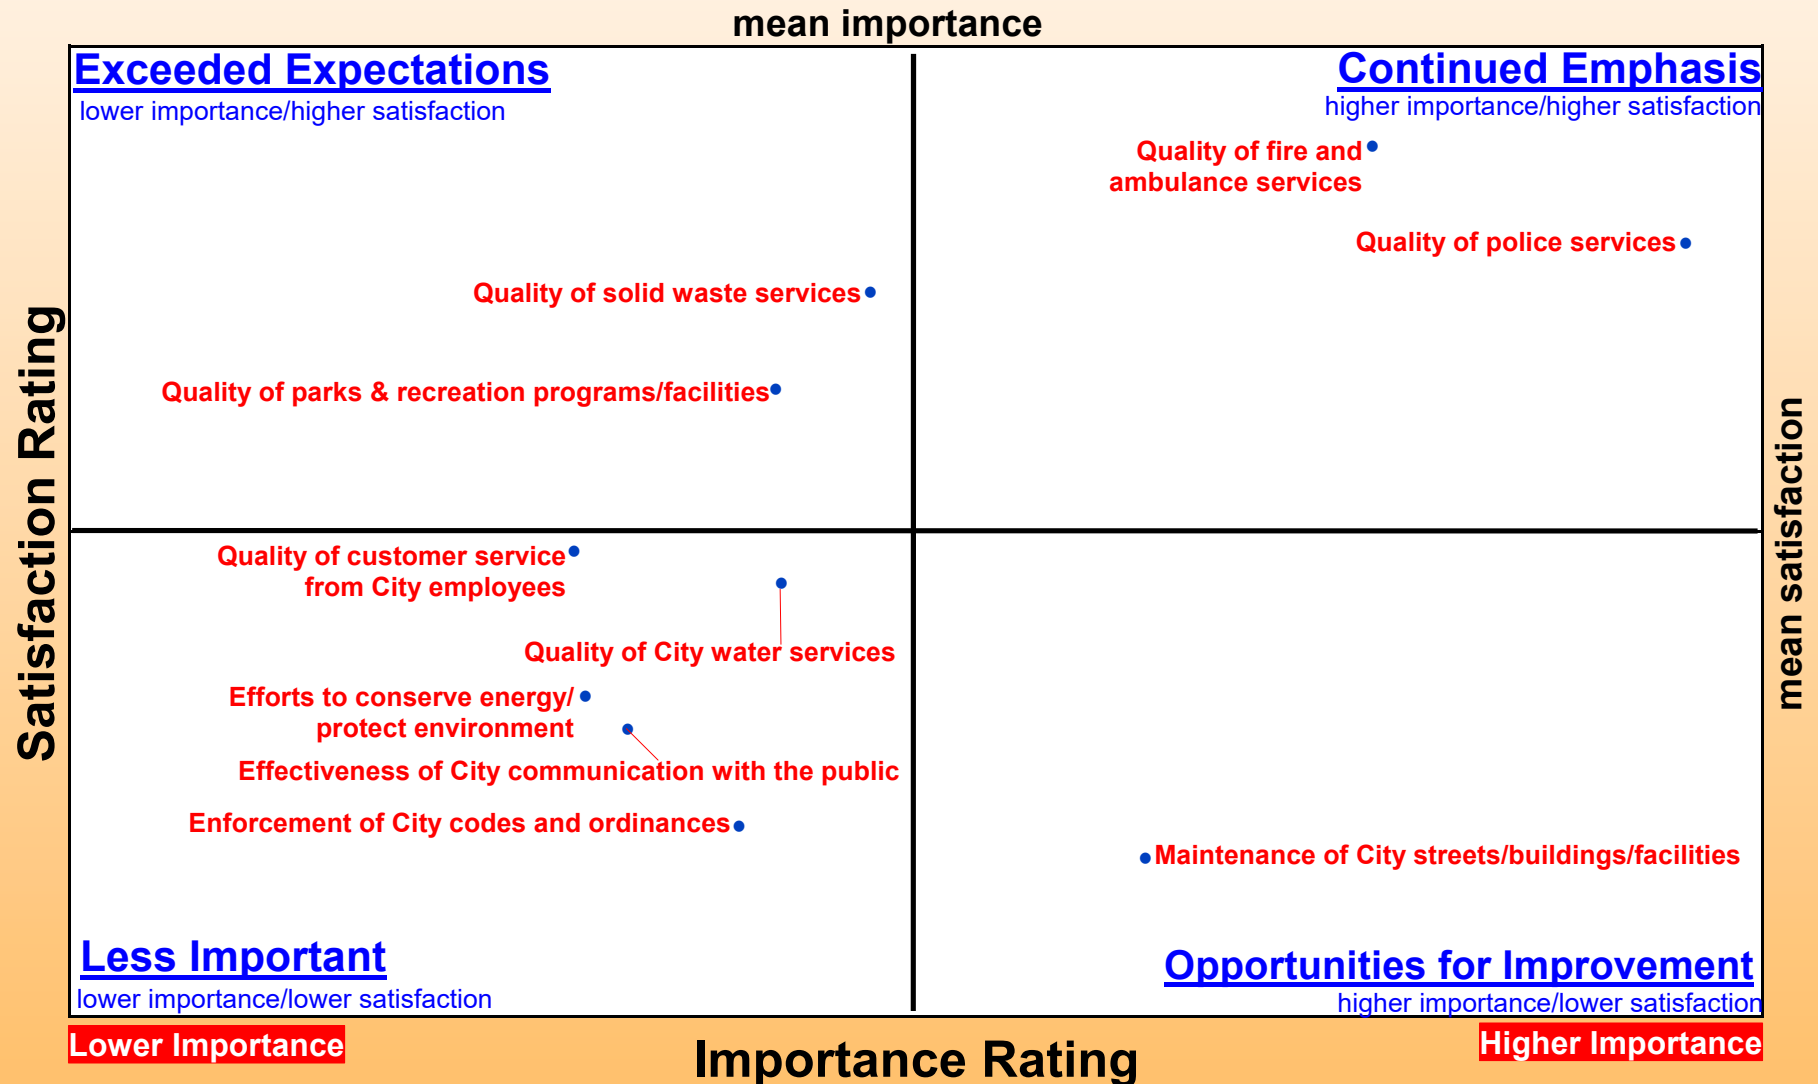 mean importance
Exceeded Expectations
lower importance/higher satisfaction
Continued Emphasis
higher importance/higher satisfaction
Quality of fire and
ambulance services
Quality of police services
Quality of solid waste services
Quality of parks & recreation programs/facilities
Satisfaction Rating
mean satisfaction
Quality of customer service
from City employees
Quality of City water services
Efforts to conserve energy/
protect environment
Effectiveness of City communication with the public
Enforcement of City codes and ordinances
Maintenance of City streets/buildings/facilities
Less Important
lower importance/lower satisfaction
Opportunities for Improvement
higher importance/lower satisfaction
Lower Importance
Importance Rating
Higher Importance